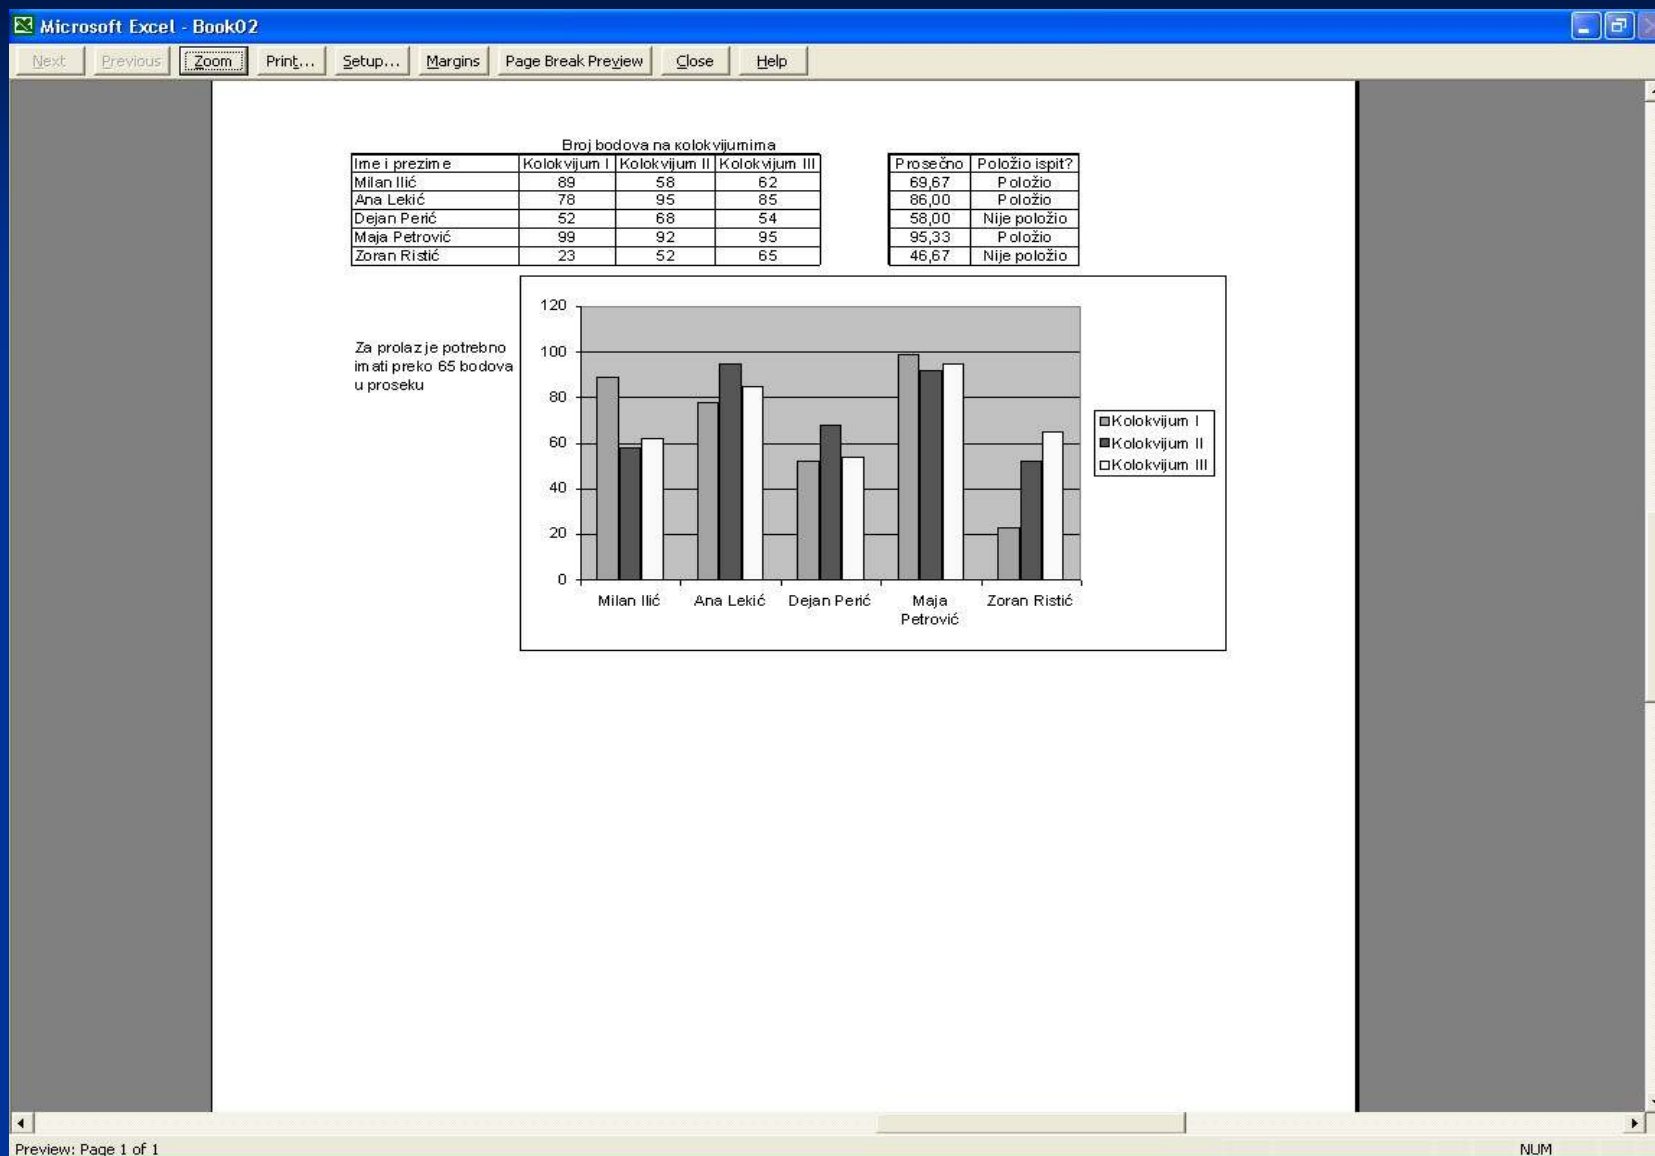 Microsoft Excel - Book02
Next Previous Zoom Print... Setup... Margins Page Break Preview Close Help
Broj bodova na kolokvijumima
Ime i prezime Kolokvijum I Kolokvijum II Kolokvijum III Prosečno Položio ispit?
Milan Ilić 89 58 62 69,67 Položio
Ana Lekić 78 95 85 86,00 Položio
Dejan Perić 52 68 54 58,00 Nije položio
Maja Petrović 99 92 95 95,33 Položio
Zoran Ristić 23 52 65 46,67 Nije položio
Za prolaz je potrebno
imati preko 65 bodova
u proseku
120
100
80
60
40
20
0
Milan Ilić Ana Lekić Dejan Perić Maja Petrović Zoran Ristić
Kolokvijum I
Kolokvijum II
Kolokvijum III
Preview: Page 1 of 1 NUM